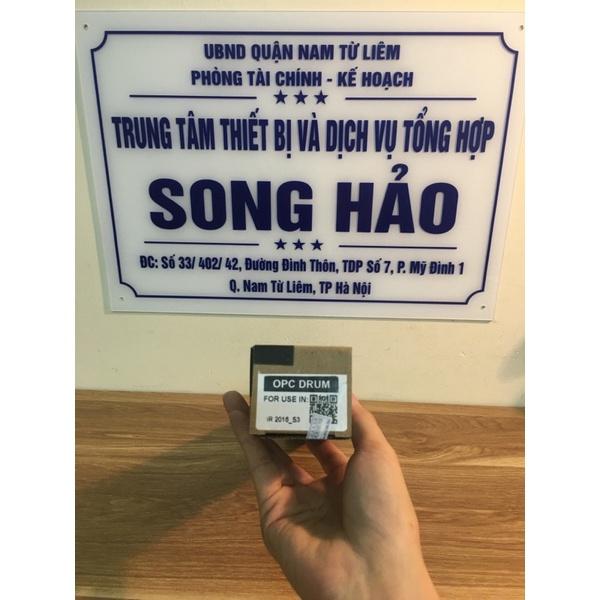 UBND QUẬN NAM TỪ LIÊM
PHÒNG TÀI CHÍNH - KẾ HOẠCH
TRUNG TÂM THIẾT BỊ VÀ DỊCH VỤ TỔNG HỢP
SONG HẢO
ĐC: Số 33/ 402/ 42, Đường Đình Thôn, TDP Số 7, P. Mỹ Đình 1
Q. Nam Từ Liêm, TP Hà Nội
OPC DRUM
FOR USE IN:
iR 2016_S3